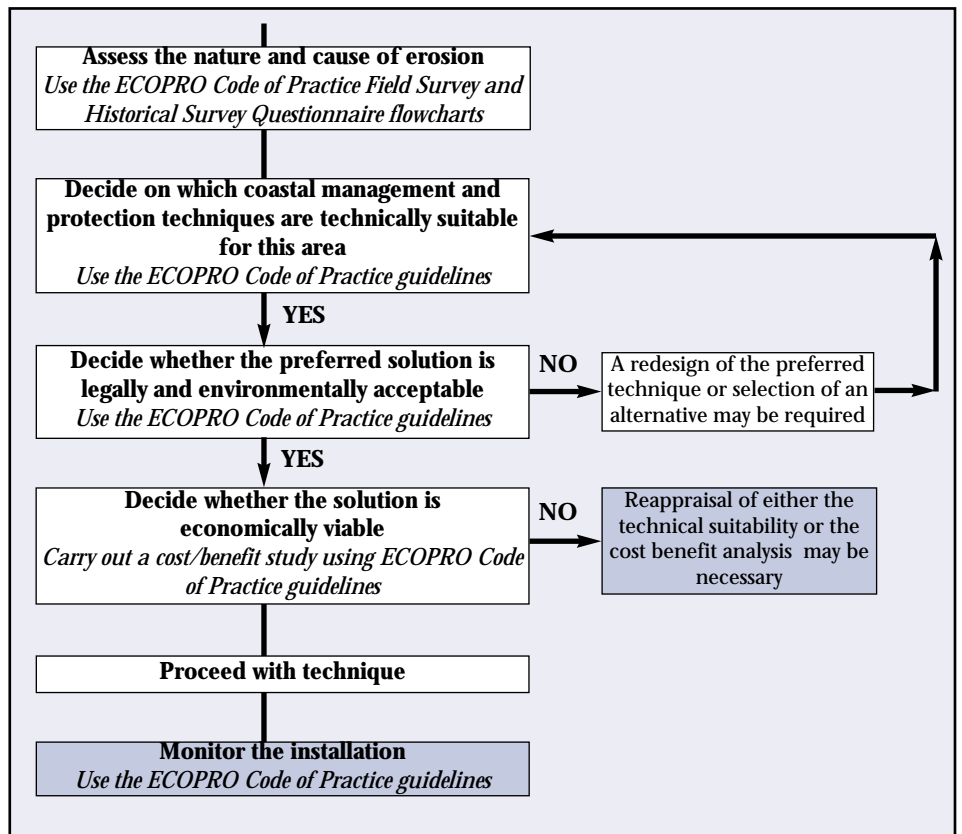 Assess the nature and cause of erosion
Use the ECOPRO Code of Practice Field Survey and
Historical Survey Questionnaire flowcharts
Decide on which coastal management and
protection techniques are technically suitable
for this area
Use the ECOPRO Code of Practice guidelines
YES
Decide whether the preferred solution is
legally and environmentally acceptable
Use the ECOPRO Code of Practice guidelines
NO
A redesign of the preferred
technique or selection of an
alternative may be required
YES
Decide whether the solution is
economically viable
Carry out a cost/benefit study using ECOPRO Code
of Practice guidelines
NO
Reappraisal of either the
technical suitability or the
cost benefit analysis may be
necessary
Proceed with technique
Monitor the installation
Use the ECOPRO Code of Practice guidelines